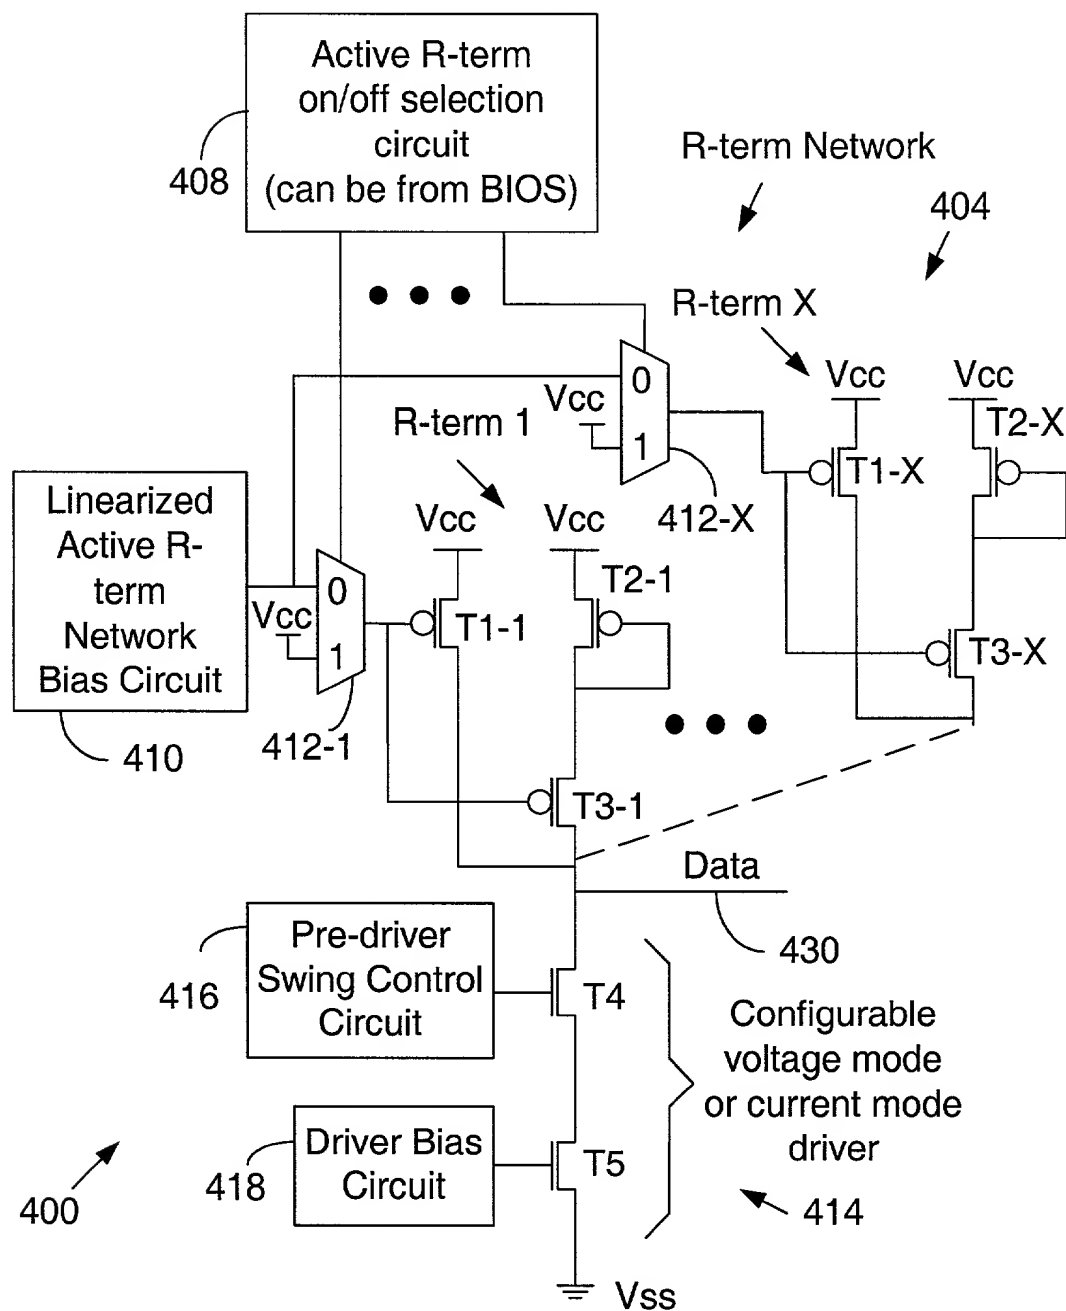 Active R-term
on/off selection
circuit
(can be from BIOS)
408
R-term Network
404
R-term X
Vcc
Vcc
T2-X
0
Vcc
1
T1-X
412-X
T3-X
R-term 1
Vcc
Vcc
T2-1
Linearized
Active R-
term
Network
Bias Circuit
410
0
Vcc
1
412-1
T1-1
T3-1
Data
430
Pre-driver
Swing Control
Circuit
416
T4
Configurable
voltage mode
or current mode
driver
Driver Bias
Circuit
418
T5
414
400
Vss